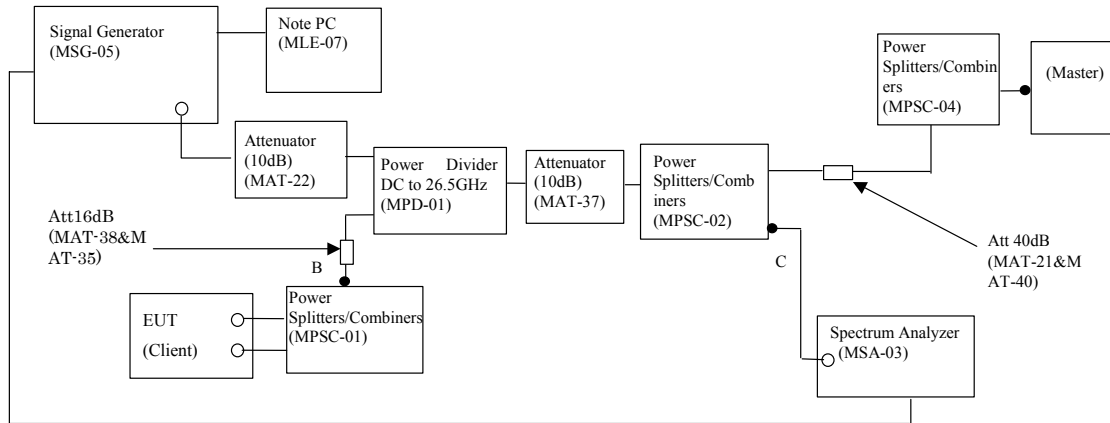 Signal Generator
(MSG-05)
Note PC
(MLE-07)
Power
Splitters/Combin
ers
(MPSC-04)
(Master)
Attenuator
(10dB)
(MAT-22)
Power Divider
DC to 26.5GHz
(MPD-01)
Attenuator
(10dB)
(MAT-37)
Power
Splitters/Comb
iners
(MPSC-02)
Att16dB
(MAT-38&M
AT-35)
B
C
Att 40dB
(MAT-21&M
AT-40)
EUT
(Client)
Power
Splitters/Combiners
(MPSC-01)
Spectrum Analyzer
(MSA-03)